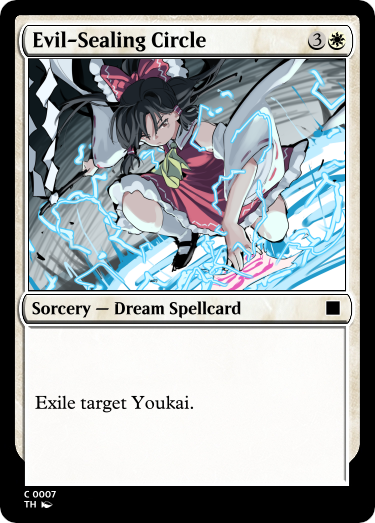 Evil-Sealing Circle 3
Sorcery — Dream Spellcard
Exile target Youkai.
C 0007
TH